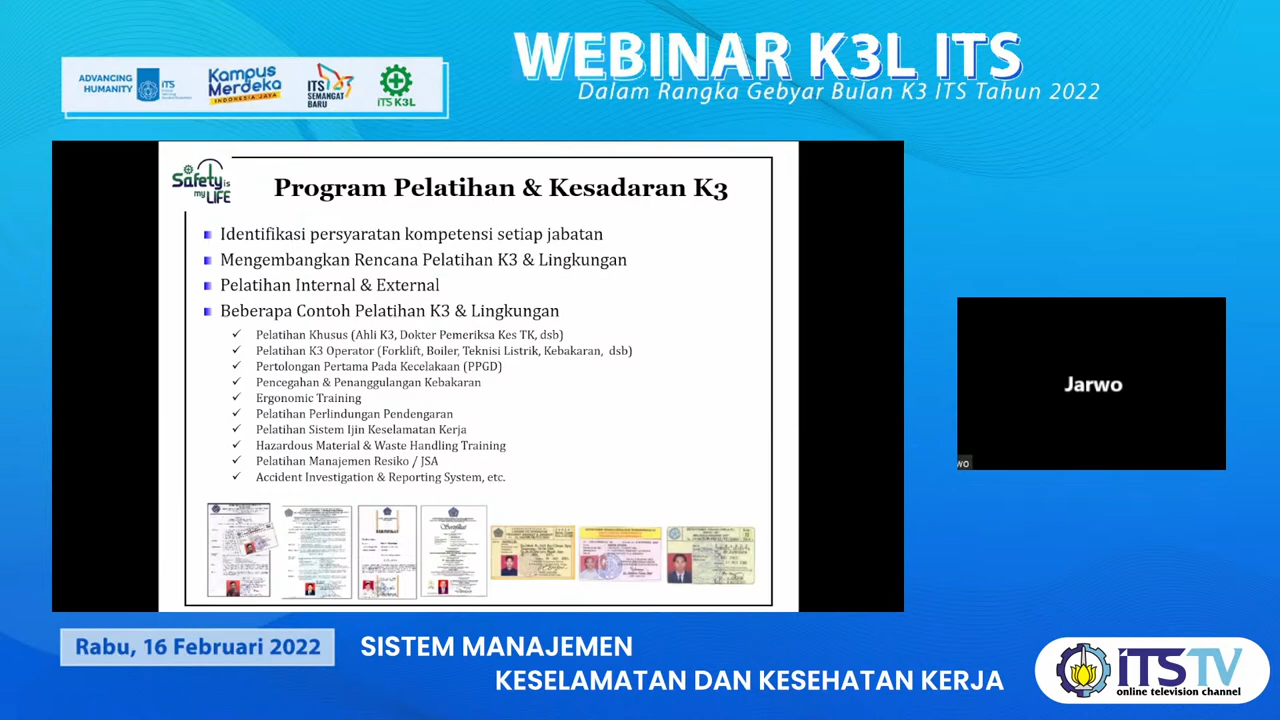 ADVANCING
HUMANITY
ITS
Kampus
Merdeka
INDONESIA JAYA
ITS
SEMANGAT
BARU
ITS K3L
WEBINAR K3L ITS
Dalam Rangka Gebyar Bulan K3 ITS Tahun 2022
Safety is
my LIFE
Program Pelatihan & Kesadaran K3
Identifikasi persyaratan kompetensi setiap jabatan
Mengembangkan Rencana Pelatihan K3 & Lingkungan
Pelatihan Internal & External
Beberapa Contoh Pelatihan K3 & Lingkungan
Pelatihan Khusus (Ahli K3, Dokter Pemeriksa Kes TK, dsb)
Pelatihan K3 Operator (Forklift, Boiler, Teknisi Listrik, Kebakaran, dsb)
Pertolongan Pertama Pada Kecelakaan (PPGD)
Pencegahan & Penanggulangan Kebakaran
Ergonomic Training
Pelatihan Perlindungan Pendengaran
Pelatihan Sistem Ijin Keselamatan Kerja
Hazardous Material & Waste Handling Training
Pelatihan Manajemen Resiko / JSA
Accident Investigation & Reporting System, etc.
Jarwo
wo
Rabu, 16 Februari 2022
SISTEM MANAJEMEN
KESELAMATAN DAN KESEHATAN KERJA
iTSTV
online television channel